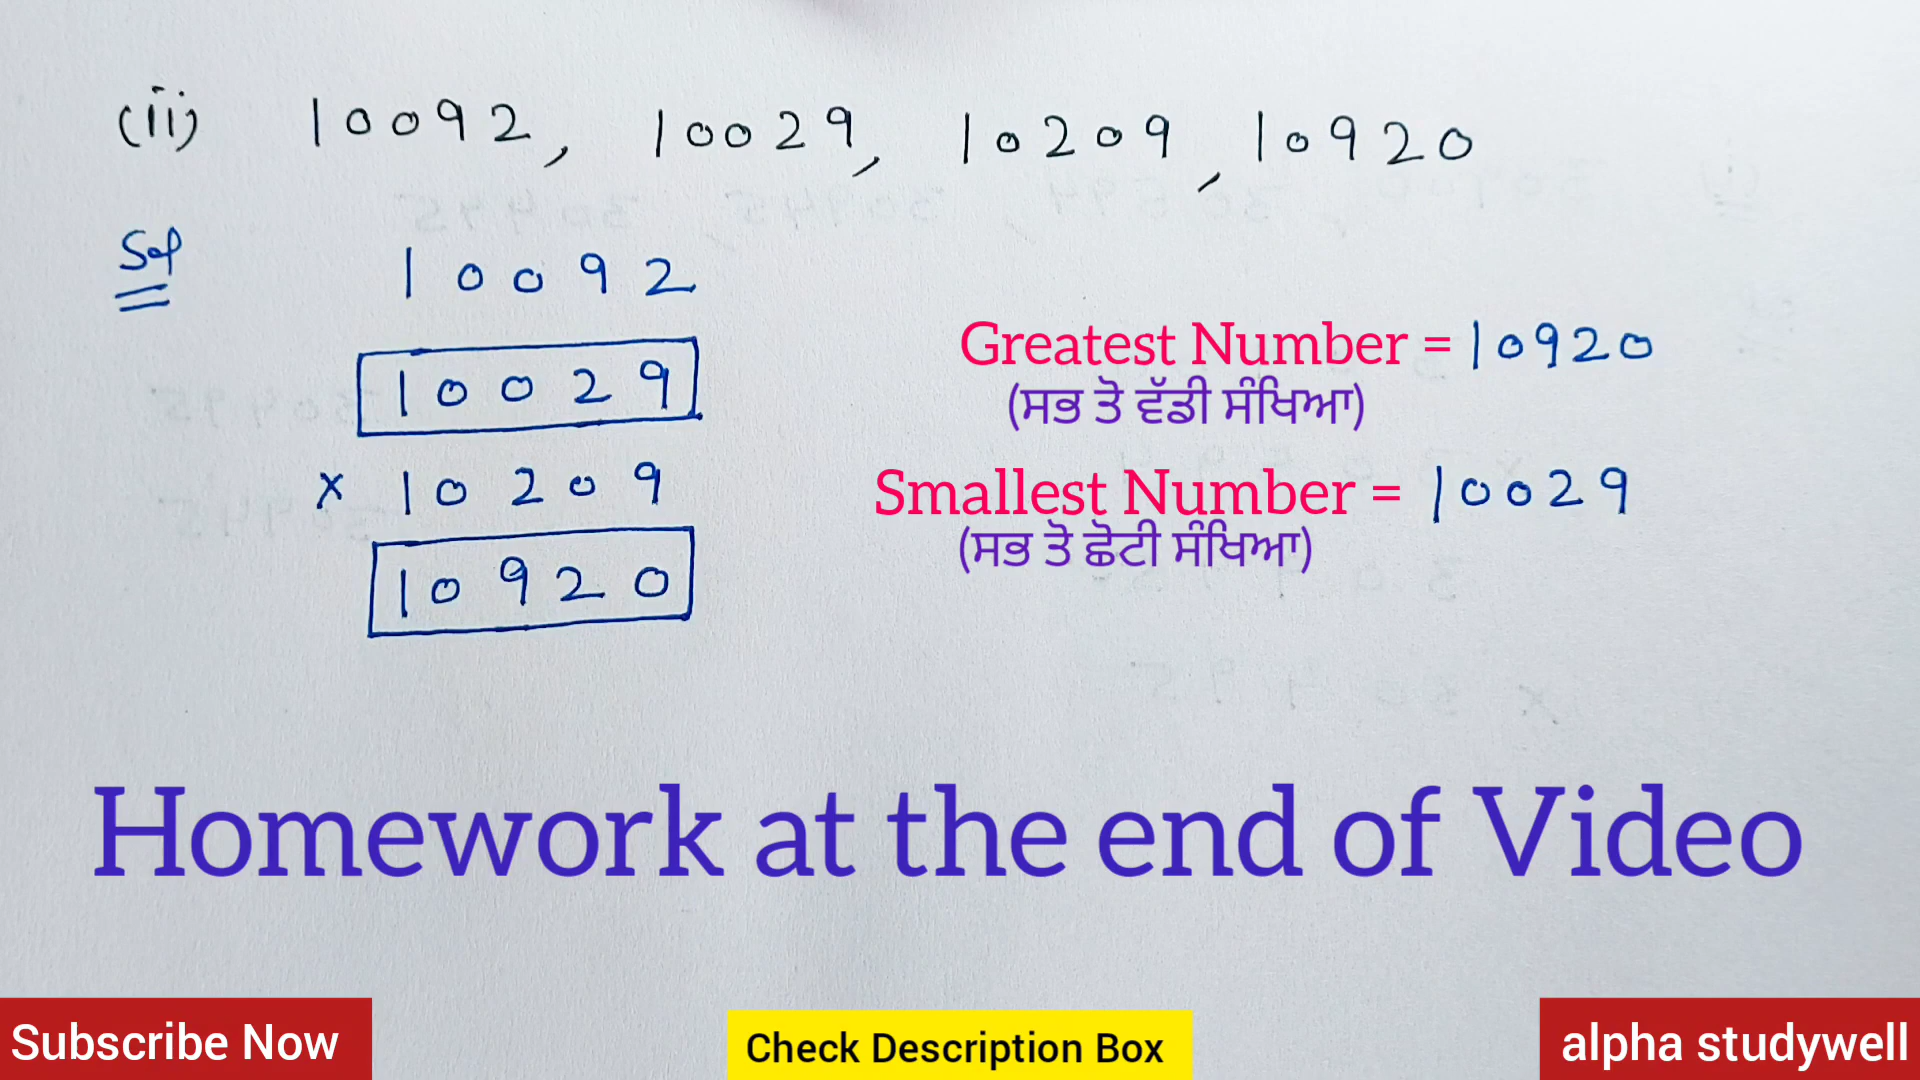 (ii) 10092, 10029, 10209, 10920
Sol
10092
10029
x 10209
10920
Greatest Number = 10920
(ਸਭ ਤੋ ਵੱਡੀ ਸੰਖਿਆ)
Smallest Number = 10029
(ਸਭ ਤੋ ਛੋਟੀ ਸੰਖਿਆ)
Homework at the end of Video
Subscribe Now
Check Description Box
alpha studywell